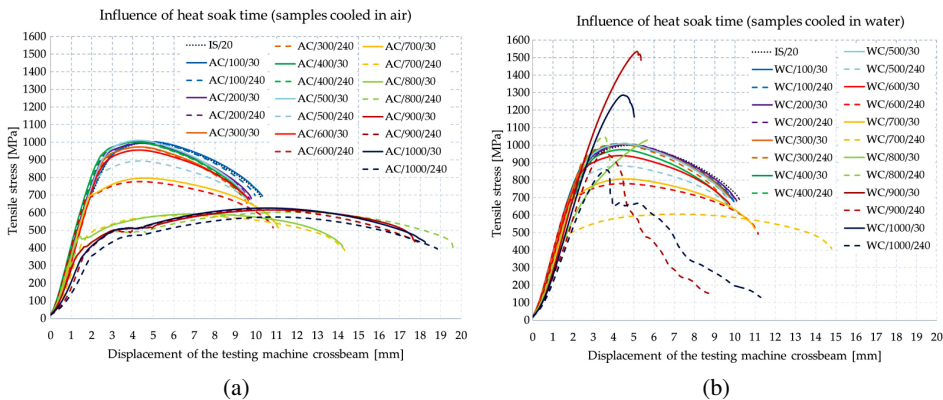 Influence of heat soak time (samples cooled in air)
Tensile stress [MPa]
1600
1500
1400
1300
1200
1100
1000
900
800
700
600
500
400
300
200
100
0
IS/20
AC/100/30
AC/100/240
AC/200/30
AC/200/240
AC/300/30
AC/300/240
AC/400/30
AC/400/240
AC/500/30
AC/500/240
AC/600/30
AC/600/240
AC/700/30
AC/700/240
AC/800/30
AC/800/240
AC/900/30
AC/900/240
AC/1000/30
AC/1000/240
0 1 2 3 4 5 6 7 8 9 10 11 12 13 14 15 16 17 18 19 20
Displacement of the testing machine crossbeam [mm]
(a)
Influence of heat soak time (samples cooled in water)
Tensile stress [MPa]
1600
1500
1400
1300
1200
1100
1000
900
800
700
600
500
400
300
200
100
0
IS/20
WC/100/30
WC/100/240
WC/200/30
WC/200/240
WC/300/30
WC/300/240
WC/400/30
WC/400/240
WC/500/30
WC/500/240
WC/600/30
WC/600/240
WC/700/30
WC/700/240
WC/800/30
WC/800/240
WC/900/30
WC/900/240
WC/1000/30
WC/1000/240
0 1 2 3 4 5 6 7 8 9 10 11 12 13 14 15 16 17 18 19 20
Displacement of the testing machine crossbeam [mm]
(b)